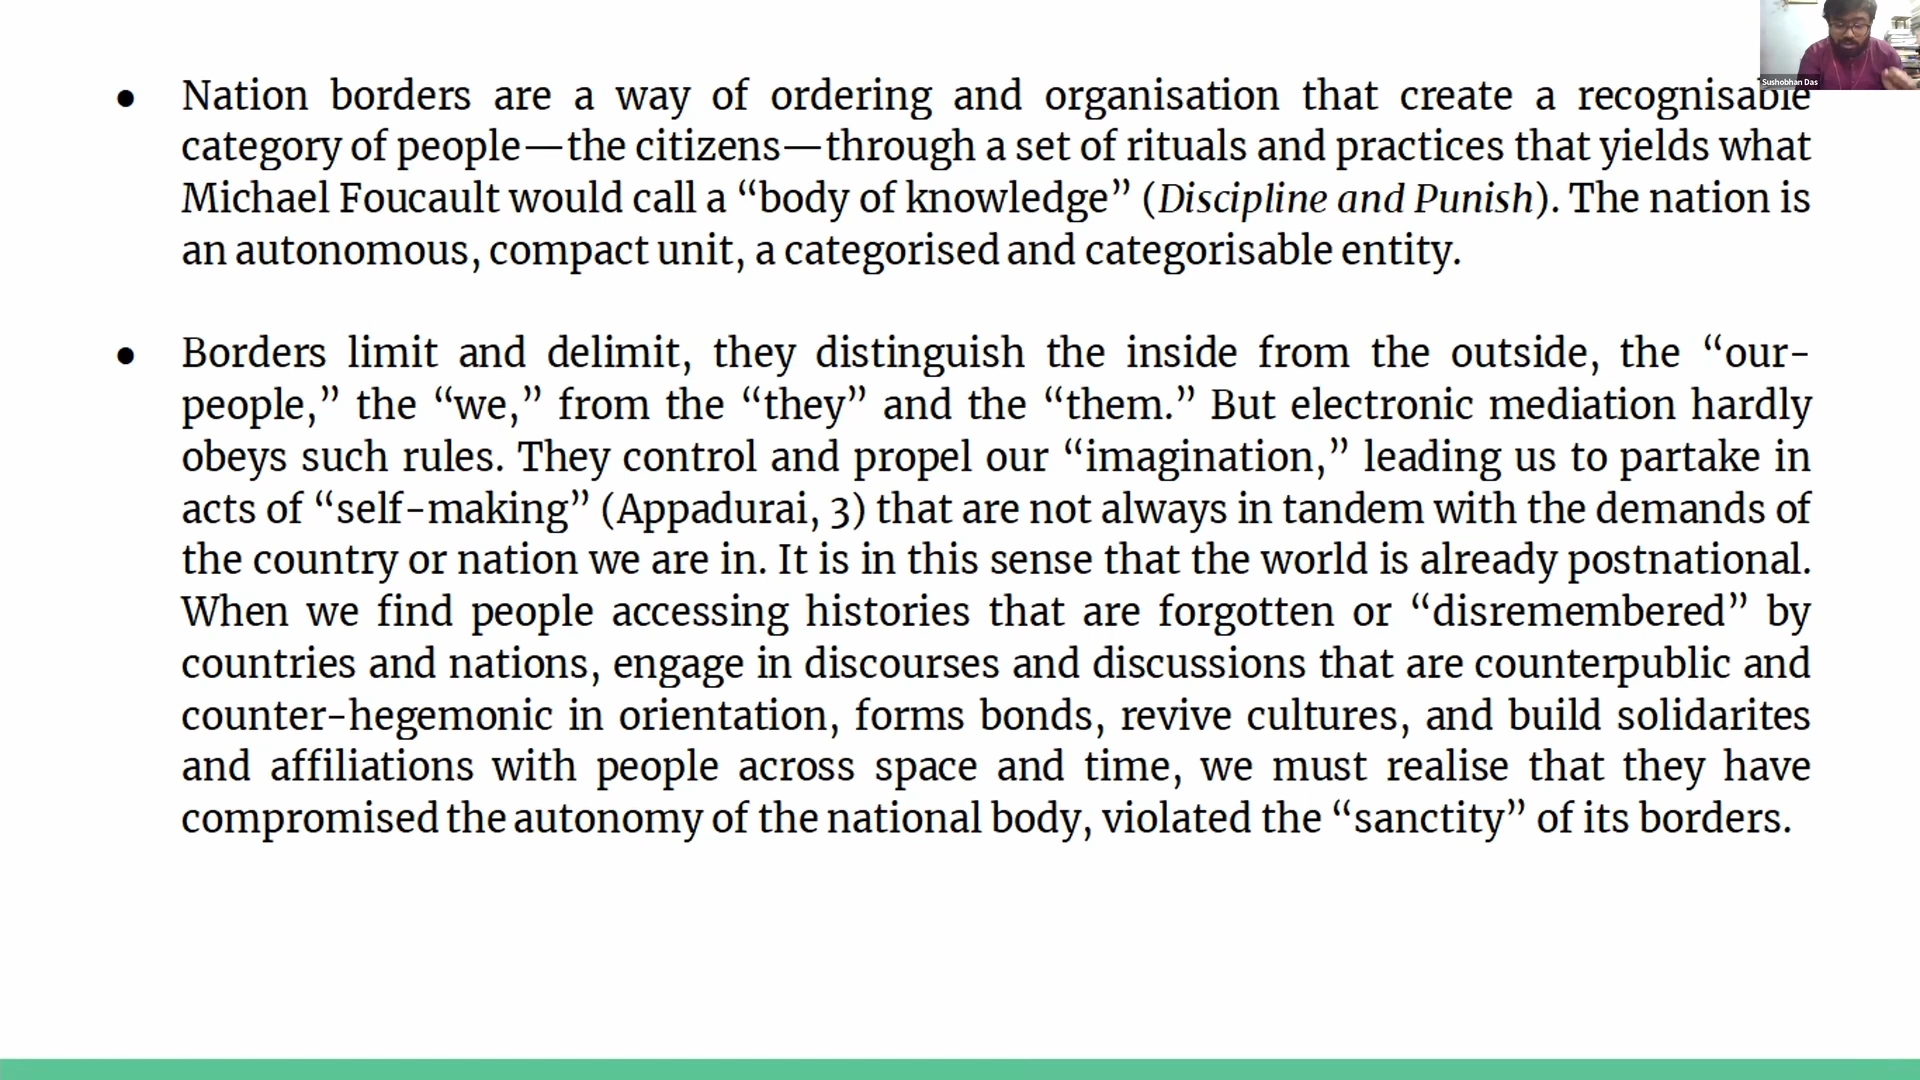 Sushobhan Das
● Nation borders are a way of ordering and organisation that create a recognisable
category of people—the citizens—through a set of rituals and practices that yields what
Michael Foucault would call a “body of knowledge” (Discipline and Punish). The nation is
an autonomous, compact unit, a categorised and categorisable entity.
● Borders limit and delimit, they distinguish the inside from the outside, the “our-
people,” the “we,” from the “they” and the “them.” But electronic mediation hardly
obeys such rules. They control and propel our “imagination,” leading us to partake in
acts of “self-making” (Appadurai, 3) that are not always in tandem with the demands of
the country or nation we are in. It is in this sense that the world is already postnational.
When we find people accessing histories that are forgotten or “disremembered” by
countries and nations, engage in discourses and discussions that are counterpublic and
counter-hegemonic in orientation, forms bonds, revive cultures, and build solidarites
and affiliations with people across space and time, we must realise that they have
compromised the autonomy of the national body, violated the “sanctity” of its borders.